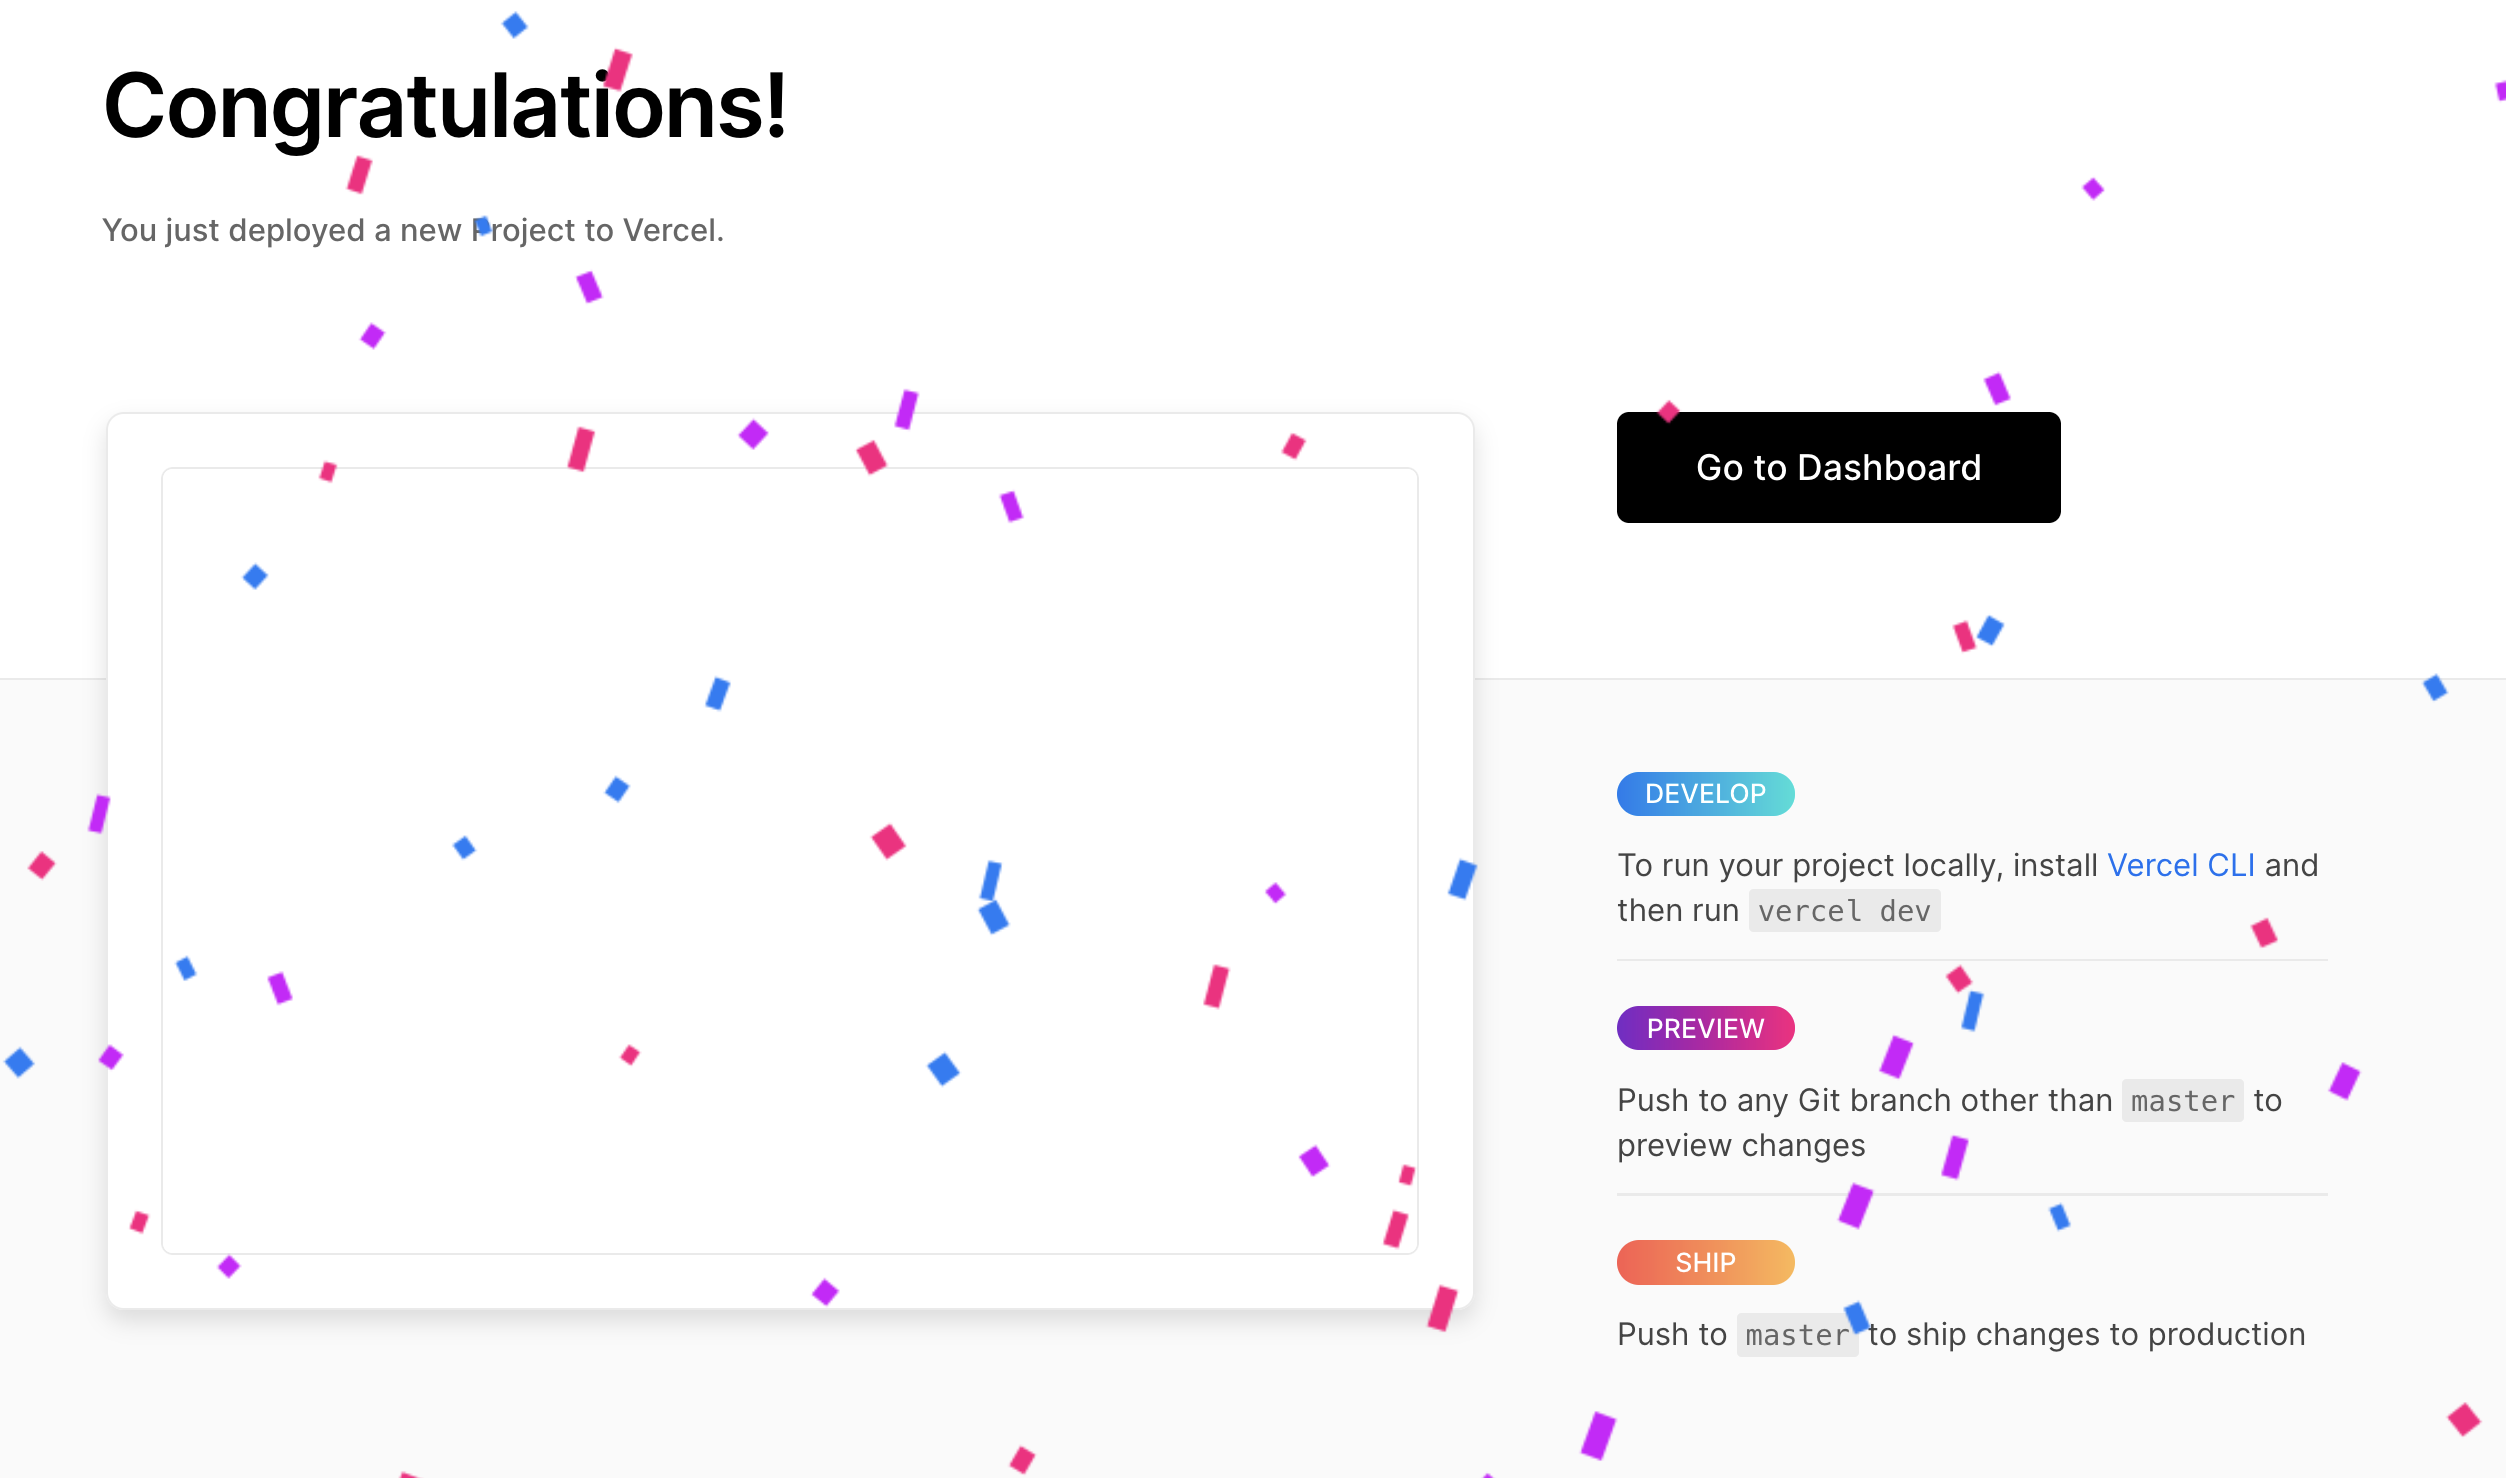 Congratulations!
You just deployed a new Project to Vercel.
Go to Dashboard
DEVELOP
To run your project locally, install Vercel CLI and
then run vercel dev
PREVIEW
Push to any Git branch other than master to
preview changes
SHIP
Push to master to ship changes to production